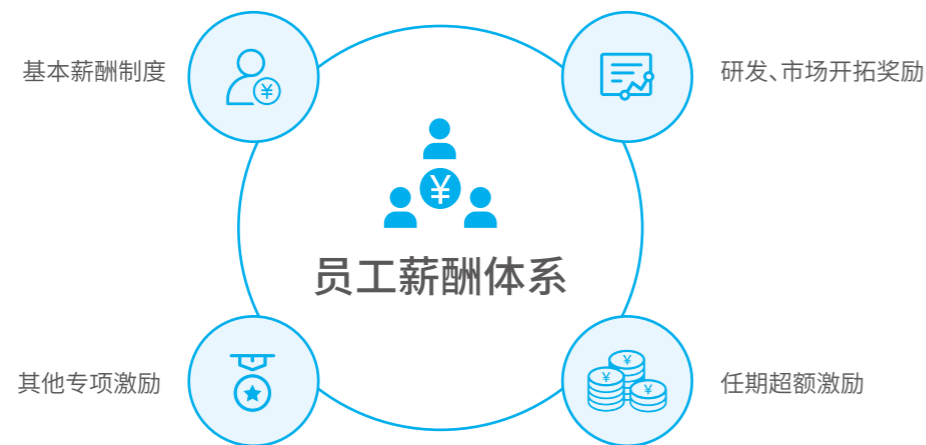 基本薪酬制度
研发、市场开拓奖励
¥
¥
员工薪酬体系
其他专项激励
¥
¥
¥
任期超额激励